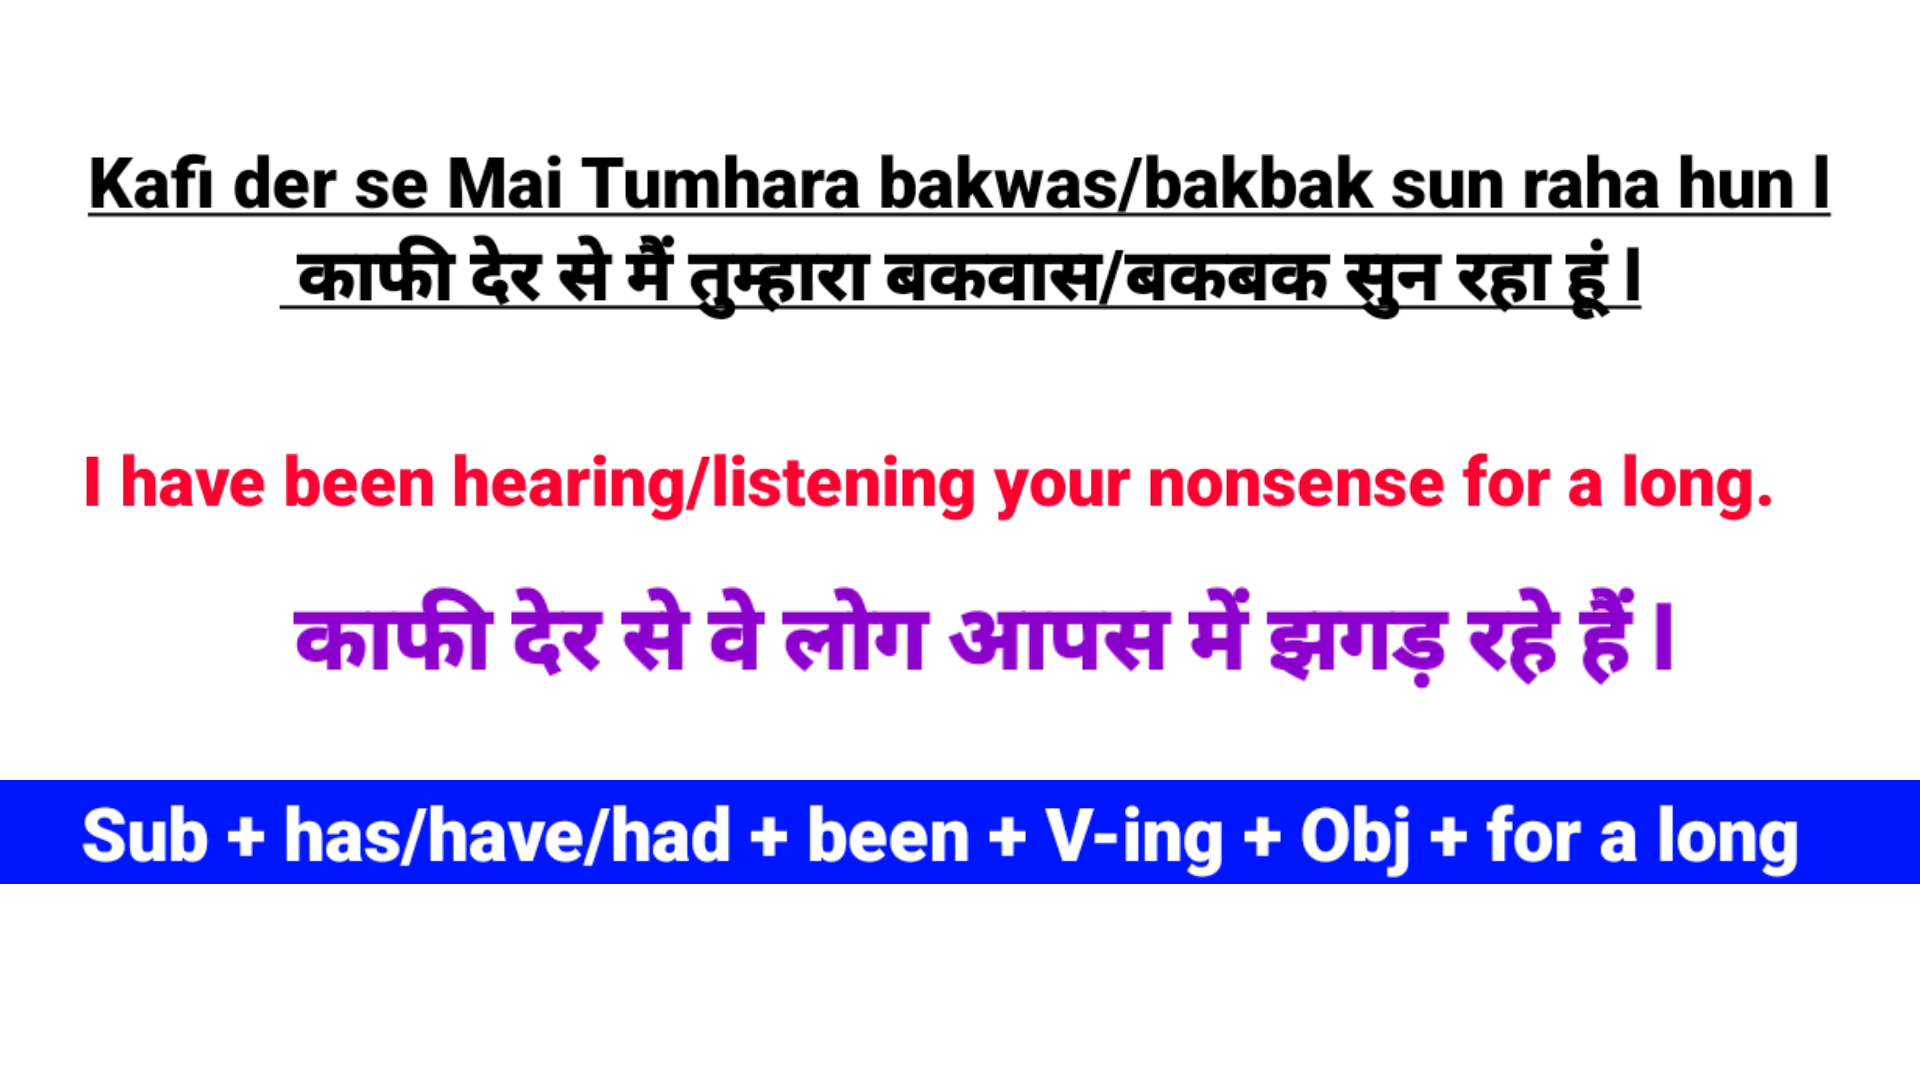 Kafi der se Mai Tumhara bakwas/bakbak sun raha hun l
काफी देर से मैं तुम्हारा बकवास/बकबक सुन रहा हूं l
I have been hearing/listening your nonsense for a long.
काफी देर से वे लोग आपस में झगड़ रहे हैं l
Sub + has/have/had + been + V-ing + Obj + for a long